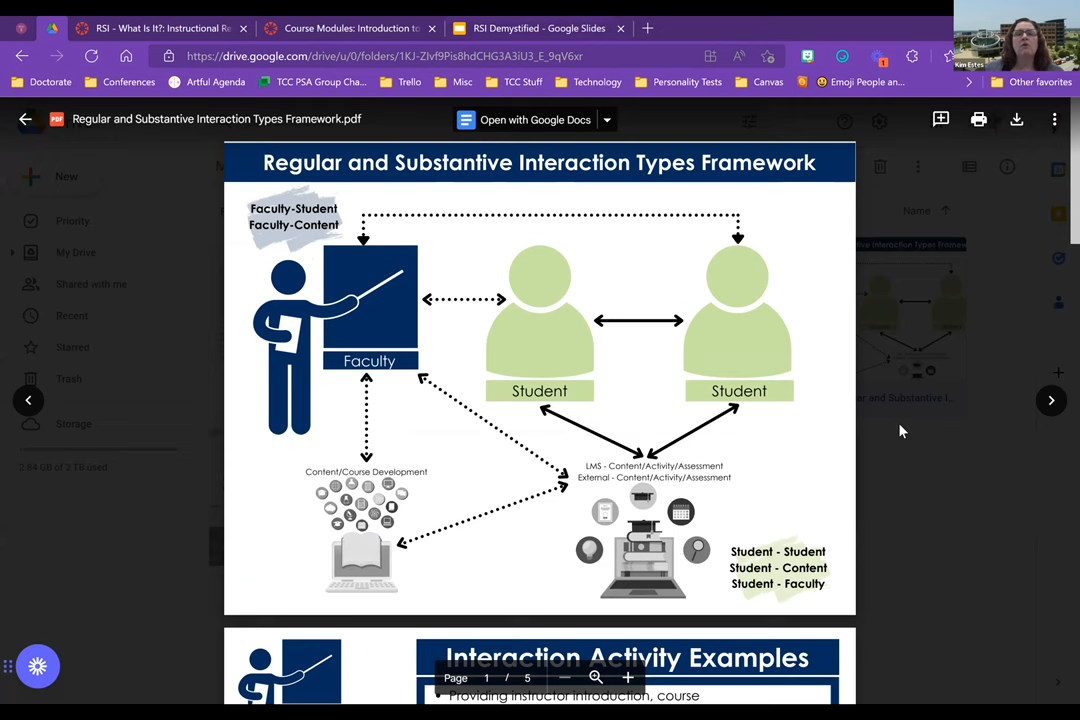 RSI - What Is It?: Instructional Re
Course Modules: Introduction to
RSI Demystified - Google Slides
https://drive.google.com/drive/u/0/folders/1KJ-ZIvf9Pis8hdCHG3A3iU3_E_9qV6xr
1
Kim Estes
Doctorate
Conferences
Artful Agenda
TCC PSA Group Cha...
Trello
Misc
TCC Stuff
Technology
Personality Tests
Canvas
Emoji People an...
Other favorites
PDF
Regular and Substantive Interaction Types Framework.pdf
Open with Google Docs
New
Priority
My Drive
Shared with me
Recent
Starred
Trash
Storage
2.84 GB of 2 TB used
Name
Regular and Substantive Interaction Types Framework
Faculty-Student
Faculty-Content
Faculty
Student
Student
Content/Course Development
LMS - Content/Activity/Assessment
External - Content/Activity/Assessment
Student - Student
Student - Content
Student - Faculty
Interaction Activity Examples
Page 1 / 5
• Providing instructor introduction, course